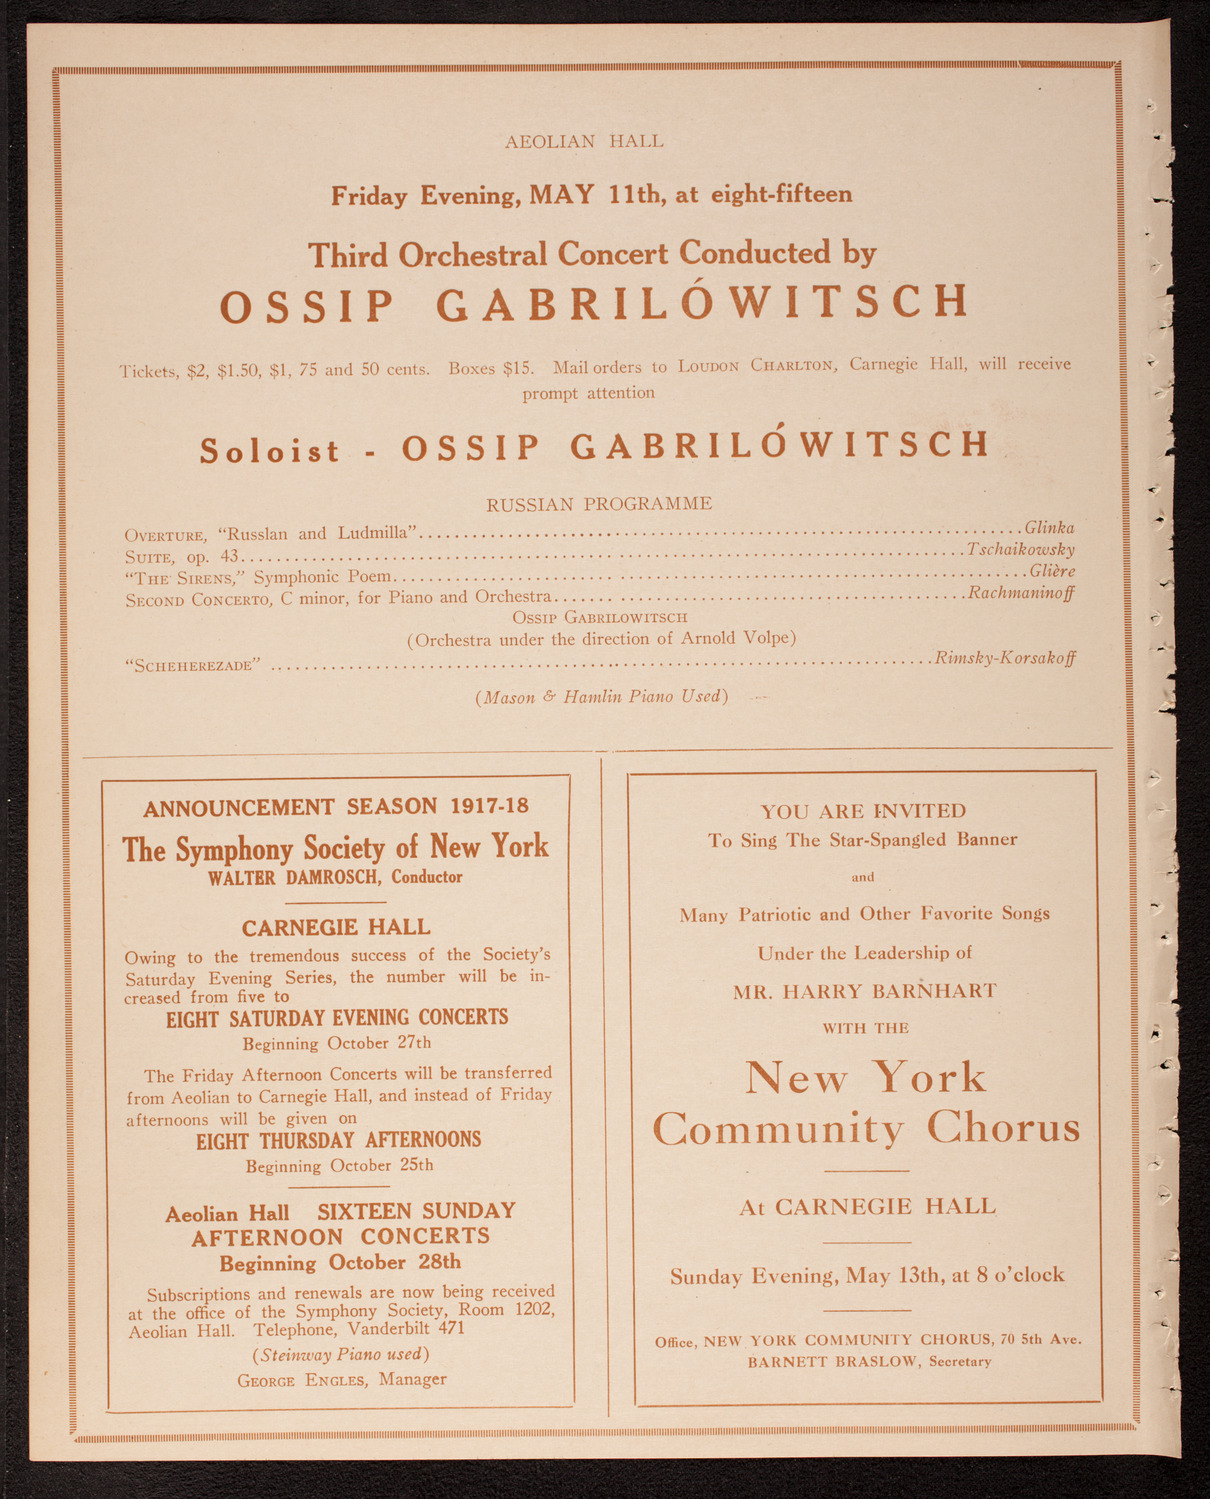 AEOLIAN HALL
Friday Evening, MAY 11th, at eight-fifteen
Third Orchestral Concert Conducted by
OSSIP GABRILÓWITSCH
Tickets, $2, $1.50, $1, 75 and 50 cents. Boxes $15. Mail orders to LOUDON CHARLTON, Carnegie Hall, will receive
prompt attention
Soloist - OSSIP GABRILÓWITSCH
RUSSIAN PROGRAMME
OVERTURE, "Russlan and Ludmilla"........................Glinka
SUITE, op. 43........................Tschaikowsky
"THE SIRENS," Symphonic Poem........................Glière
SECOND CONCERTO, C minor, for Piano and Orchestra........................Rachmaninoff
OSSIP GABRILOWITSCH
(Orchestra under the direction of Arnold Volpe)
"SCHEHEREZADE" ........................Rimsky-Korsakoff
(Mason & Hamlin Piano Used)
ANNOUNCEMENT SEASON 1917-18
The Symphony Society of New York
WALTER DAMROSCH, Conductor
CARNEGIE HALL
Owing to the tremendous success of the Society's
Saturday Evening Series, the number will be in-
creased from five to
EIGHT SATURDAY EVENING CONCERTS
Beginning October 27th
The Friday Afternoon Concerts will be transferred
from Aeolian to Carnegie Hall, and instead of Friday
afternoons will be given on
EIGHT THURSDAY AFTERNOONS
Beginning October 25th
Aeolian Hall SIXTEEN SUNDAY
AFTERNOON CONCERTS
Beginning October 28th
Subscriptions and renewals are now being received
at the office of the Symphony Society, Room 1202,
Aeolian Hall. Telephone, Vanderbilt 471
(Steinway Piano used)
GEORGE ENGLES, Manager
YOU ARE INVITED
To Sing The Star-Spangled Banner
and
Many Patriotic and Other Favorite Songs
Under the Leadership of
MR. HARRY BARNHART
WITH THE
New York
Community Chorus
At CARNEGIE HALL
Sunday Evening, May 13th, at 8 o'clock
Office, NEW YORK COMMUNITY CHORUS, 70 5th Ave.
BARNETT BRASLOW, Secretary